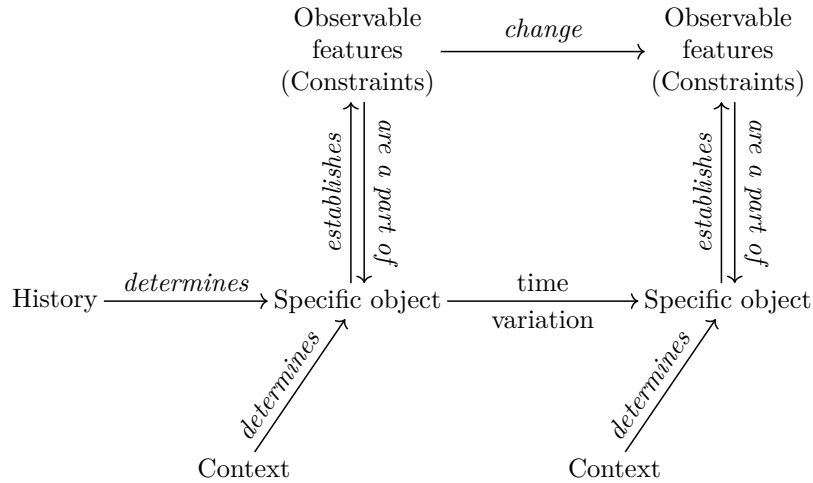 Observable
features
(Constraints)
change
Observable
features
(Constraints)
establishes
are a part of
establishes
are a part of
History
determines
Specific object
time
variation
Specific object
determines
determines
Context
Context